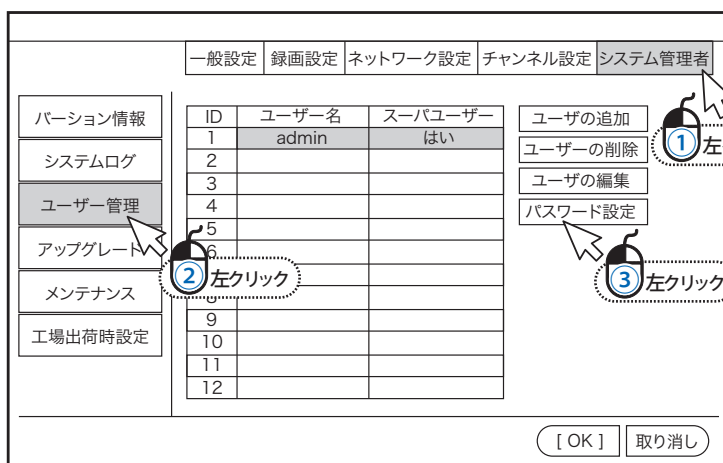 一般設定 録画設定 ネットワーク設定 チャンネル設定 システム管理者
バーション情報
システムログ
ユーザー管理
アップグレード
メンテナンス
工場出荷時設定
ID ユーザー名 スーパユーザー
1 admin はい
2
3
4
5
6
8
9
10
11
12
ユーザの追加
ユーザーの削除
ユーザの編集
パスワード設定
1 左
2 左クリック
3 左クリック
[ OK ] 取り消し